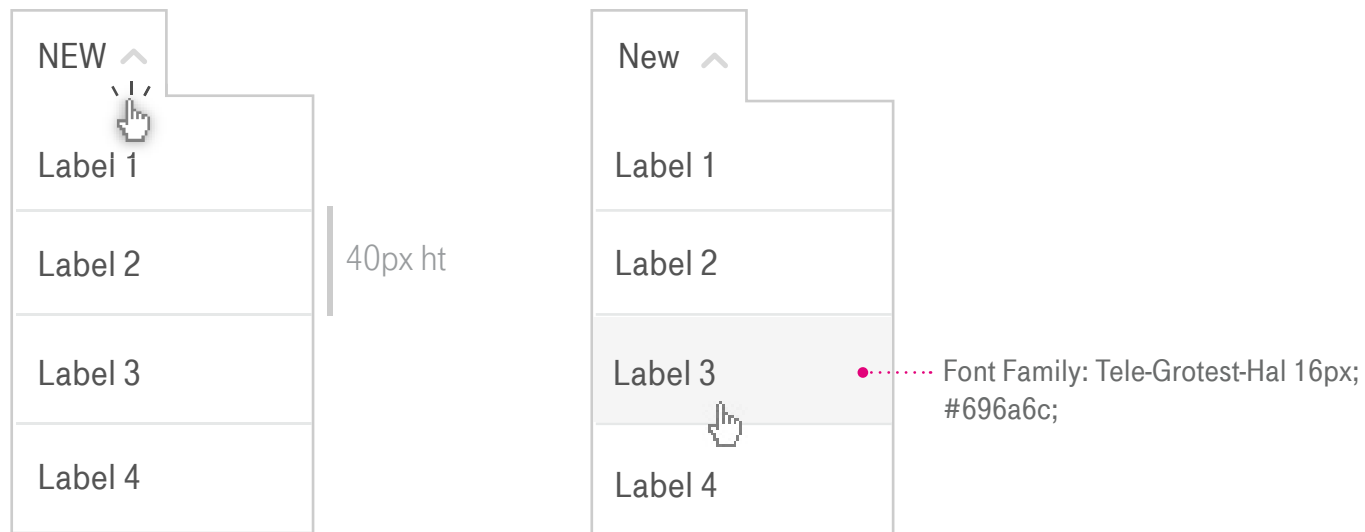 NEW
Label 1
Label 2
Label 3
Label 4
40px ht
New
Label 1
Label 2
Label 3
Label 4
Font Family: Tele-Grotest-Hal 16px;
#696a6c;